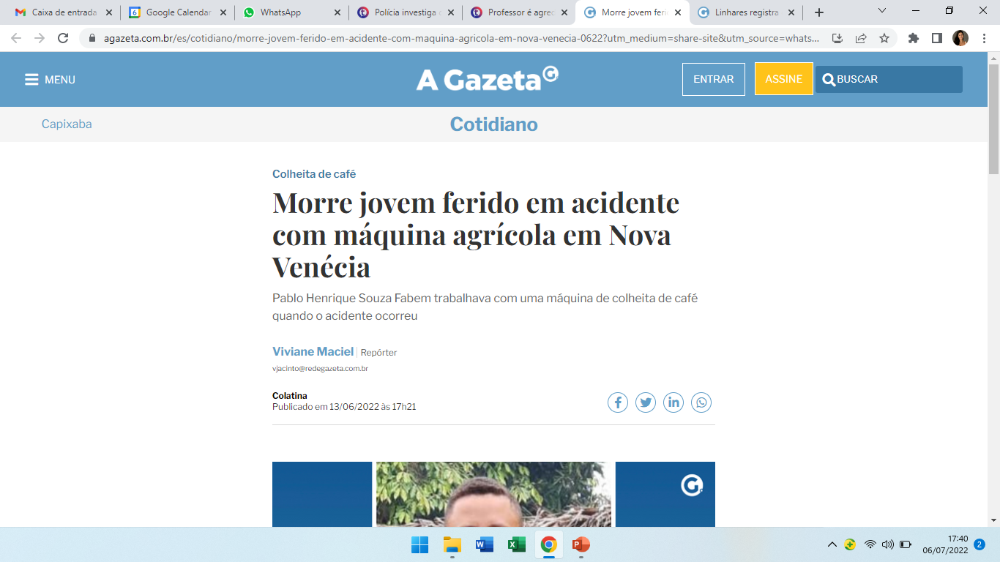 Caixa de entrada
Google Calendar
WhatsApp
Polícia investiga
Professor é agred
Morre jovem feri
Linhares registra
agazeta.com.br/es/cotidiano/morre-jovem-ferido-em-acidente-com-maquina-agricola-em-nova-venecia-0622?utm_medium=share-site&utm_source=whats...
MENU
A Gazeta G
ENTRAR
ASSINE
BUSCAR
Capixaba
Cotidiano
Colheita de café
Morre jovem ferido em acidente
com máquina agrícola em Nova
Venécia
Pablo Henrique Souza Fabem trabalhava com uma máquina de colheita de café
quando o acidente ocorreu
Viviane Maciel | Repórter
vjacinto@redegazeta.com.br
Colatina
Publicado em 13/06/2022 às 17h21
G
17:40
06/07/2022
2